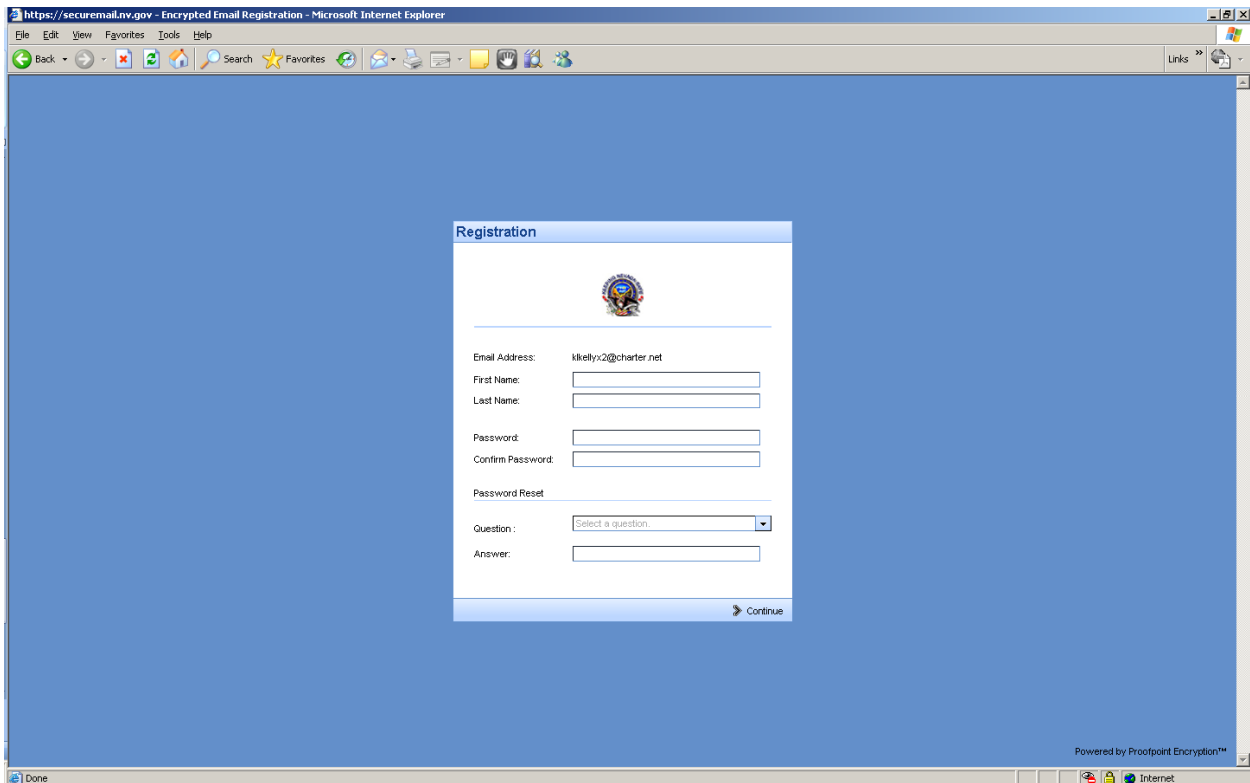 https://securemail.nv.gov - Encrypted Email Registration - Microsoft Internet Explorer
File Edit View Favorites Tools Help
Back Search Favorites Links »
Registration
Email Address: klkellyx2@charter.net
First Name:
Last Name:
Password:
Confirm Password:
Password Reset
Question : Select a question.
Answer:
Continue
Powered by Proofpoint Encryption™
Done Internet